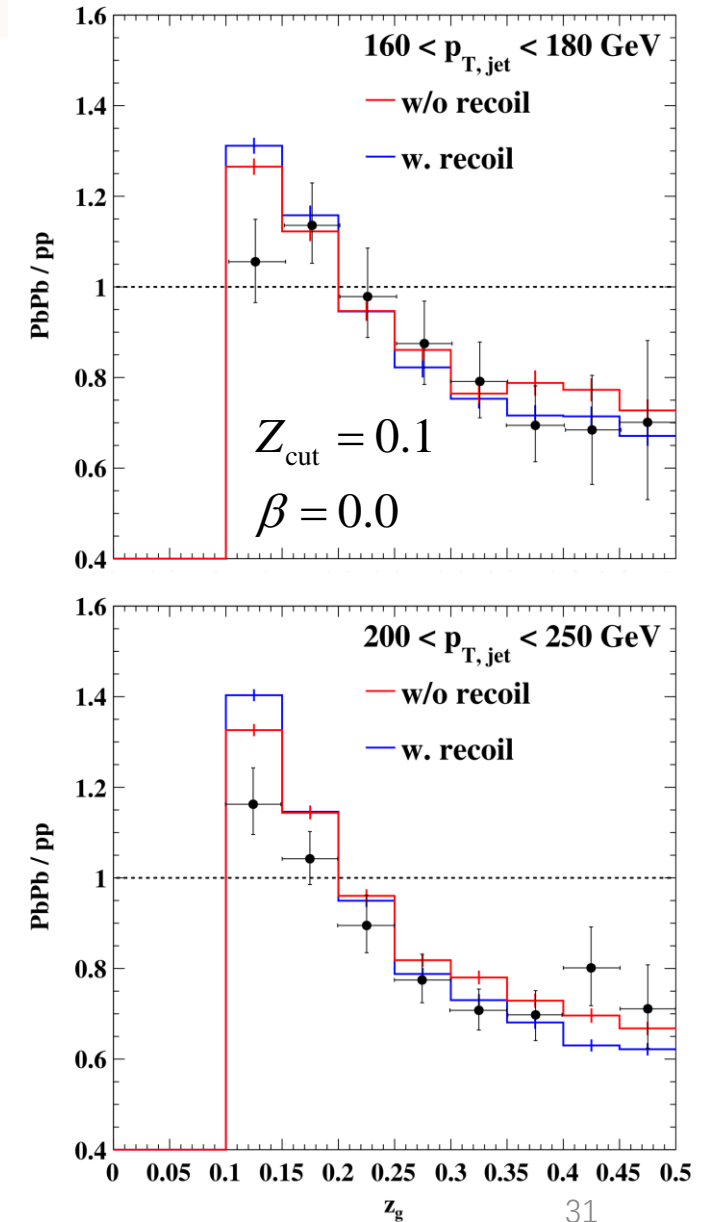 1.6
160 < p_T, jet < 180 GeV
w/o recoil
w. recoil
1.4
1.2
1
0.8
0.6
0.4
PbPb / pp
Z_cut = 0.1
β = 0.0
1.6
200 < p_T, jet < 250 GeV
w/o recoil
w. recoil
1.4
1.2
1
0.8
0.6
0.4
PbPb / pp
0 0.05 0.1 0.15 0.2 0.25 0.3 0.35 0.4 0.45 0.5
z_g
31